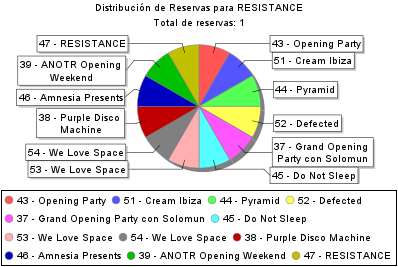 Distribución de Reservas para RESISTANCE
Total de reservas: 1
47 - RESISTANCE
43 - Opening Party
39 - ANOTR Opening
Weekend
51 - Cream Ibiza
46 - Amnesia Presents
44 - Pyramid
38 - Purple Disco
Machine
52 - Defected
54 - We Love Space
37 - Grand Opening
Party con Solomun
53 - We Love Space
45 - Do Not Sleep
43 - Opening Party 51 - Cream Ibiza 44 - Pyramid 52 - Defected
37 - Grand Opening Party con Solomun 45 - Do Not Sleep
53 - We Love Space 54 - We Love Space 38 - Purple Disco Machine
46 - Amnesia Presents 39 - ANOTR Opening Weekend 47 - RESISTANCE